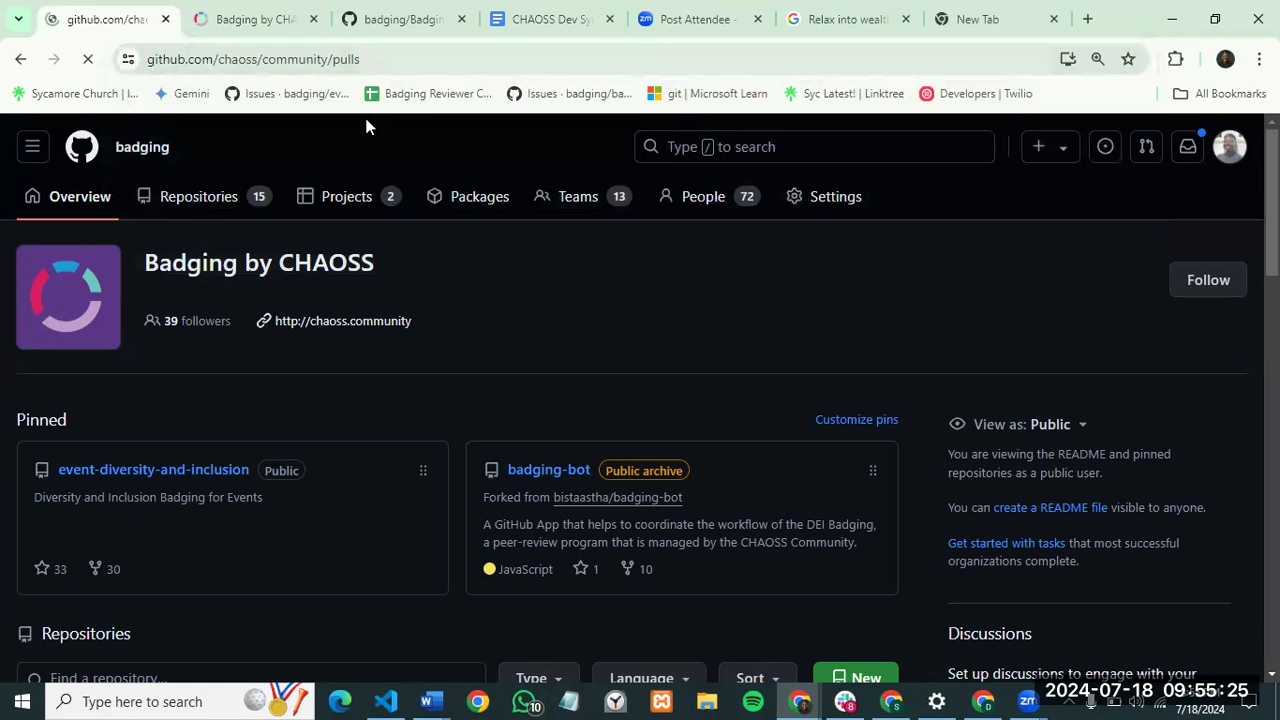 github.com/chao
Badging by CHA
badging/Badgin
CHAOSS Dev Sy
Post Attendee -
Relax into wealt
New Tab
github.com/chaoss/community/pulls
Sycamore Church | I...
Gemini
Issues · badging/ev...
Badging Reviewer C...
Issues · badging/ba...
git | Microsoft Learn
Syc Latest! | Linktree
Developers | Twilio
All Bookmarks
badging
Type / to search
Overview
Repositories 15
Projects 2
Packages
Teams 13
People 72
Settings
Badging by CHAOSS
Follow
39 followers
http://chaoss.community
Pinned
Customize pins
View as: Public
You are viewing the README and pinned
repositories as a public user.
You can create a README file visible to anyone.
Get started with tasks that most successful
organizations complete.
event-diversity-and-inclusion Public
Diversity and Inclusion Badging for Events
33 30
badging-bot Public archive
Forked from bistaastha/badging-bot
A GitHub App that helps to coordinate the workflow of the DEI Badging,
a peer-review program that is managed by the CHAOSS Community.
JavaScript 1 10
Repositories
Discussions
Find a repository...
Type
Language
Sort
New
Set up discussions to engage with your
Type here to search
10
8
2024-07-18 09:55:25
7/18/2024